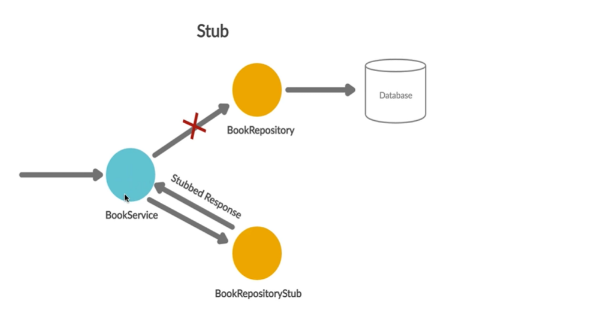 Stub
Database
BookRepository
Stubbed Response
BookService
BookRepositoryStub